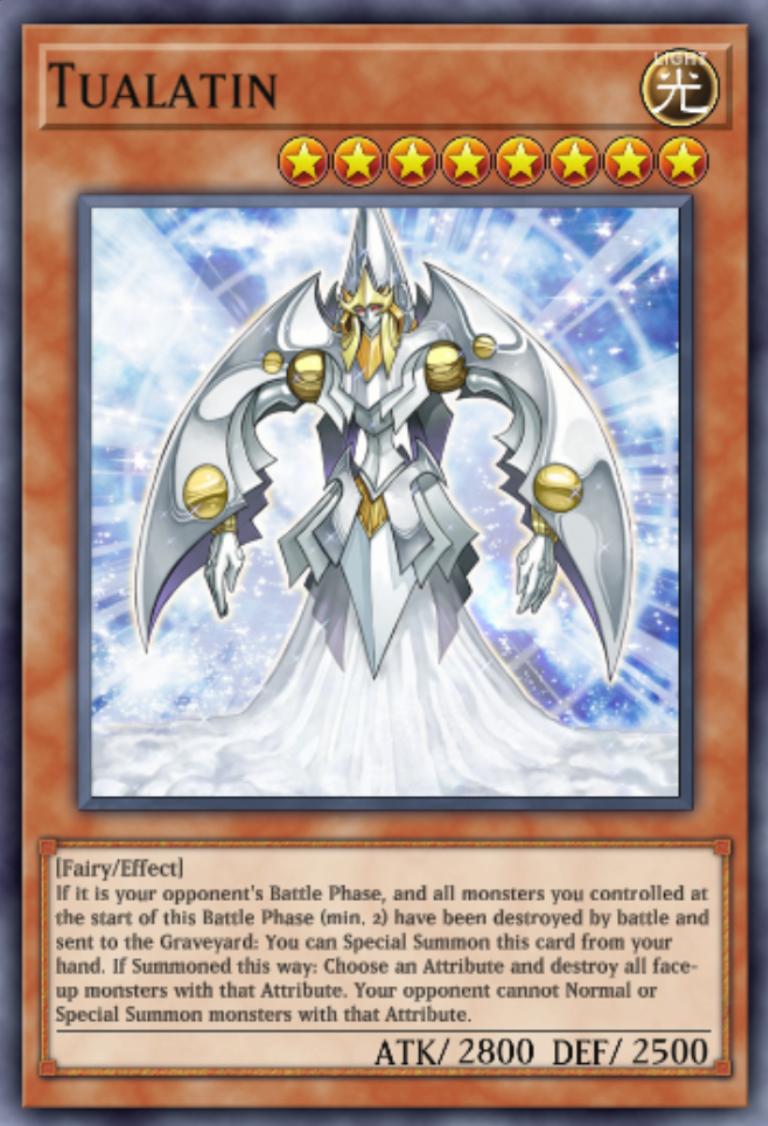 TUALATIN
LIGHT
光
[Fairy/Effect]
If it is your opponent's Battle Phase, and all monsters you controlled at
the start of this Battle Phase (min. 2) have been destroyed by battle and
sent to the Graveyard: You can Special Summon this card from your
hand. If Summoned this way: Choose an Attribute and destroy all face-
up monsters with that Attribute. Your opponent cannot Normal or
Special Summon monsters with that Attribute.
ATK/ 2800 DEF/ 2500